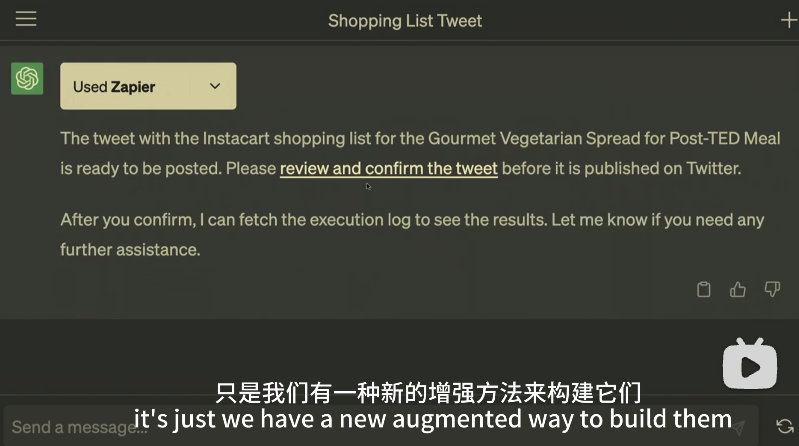 Shopping List Tweet
Used Zapier
The tweet with the Instacart shopping list for the Gourmet Vegetarian Spread for Post-TED Meal
is ready to be posted. Please review and confirm the tweet before it is published on Twitter.
After you confirm, I can fetch the execution log to see the results. Let me know if you need any
further assistance.
只是我们有一种新的增强方法来构建它们
Send a message...
it's just we have a new augmented way to build them